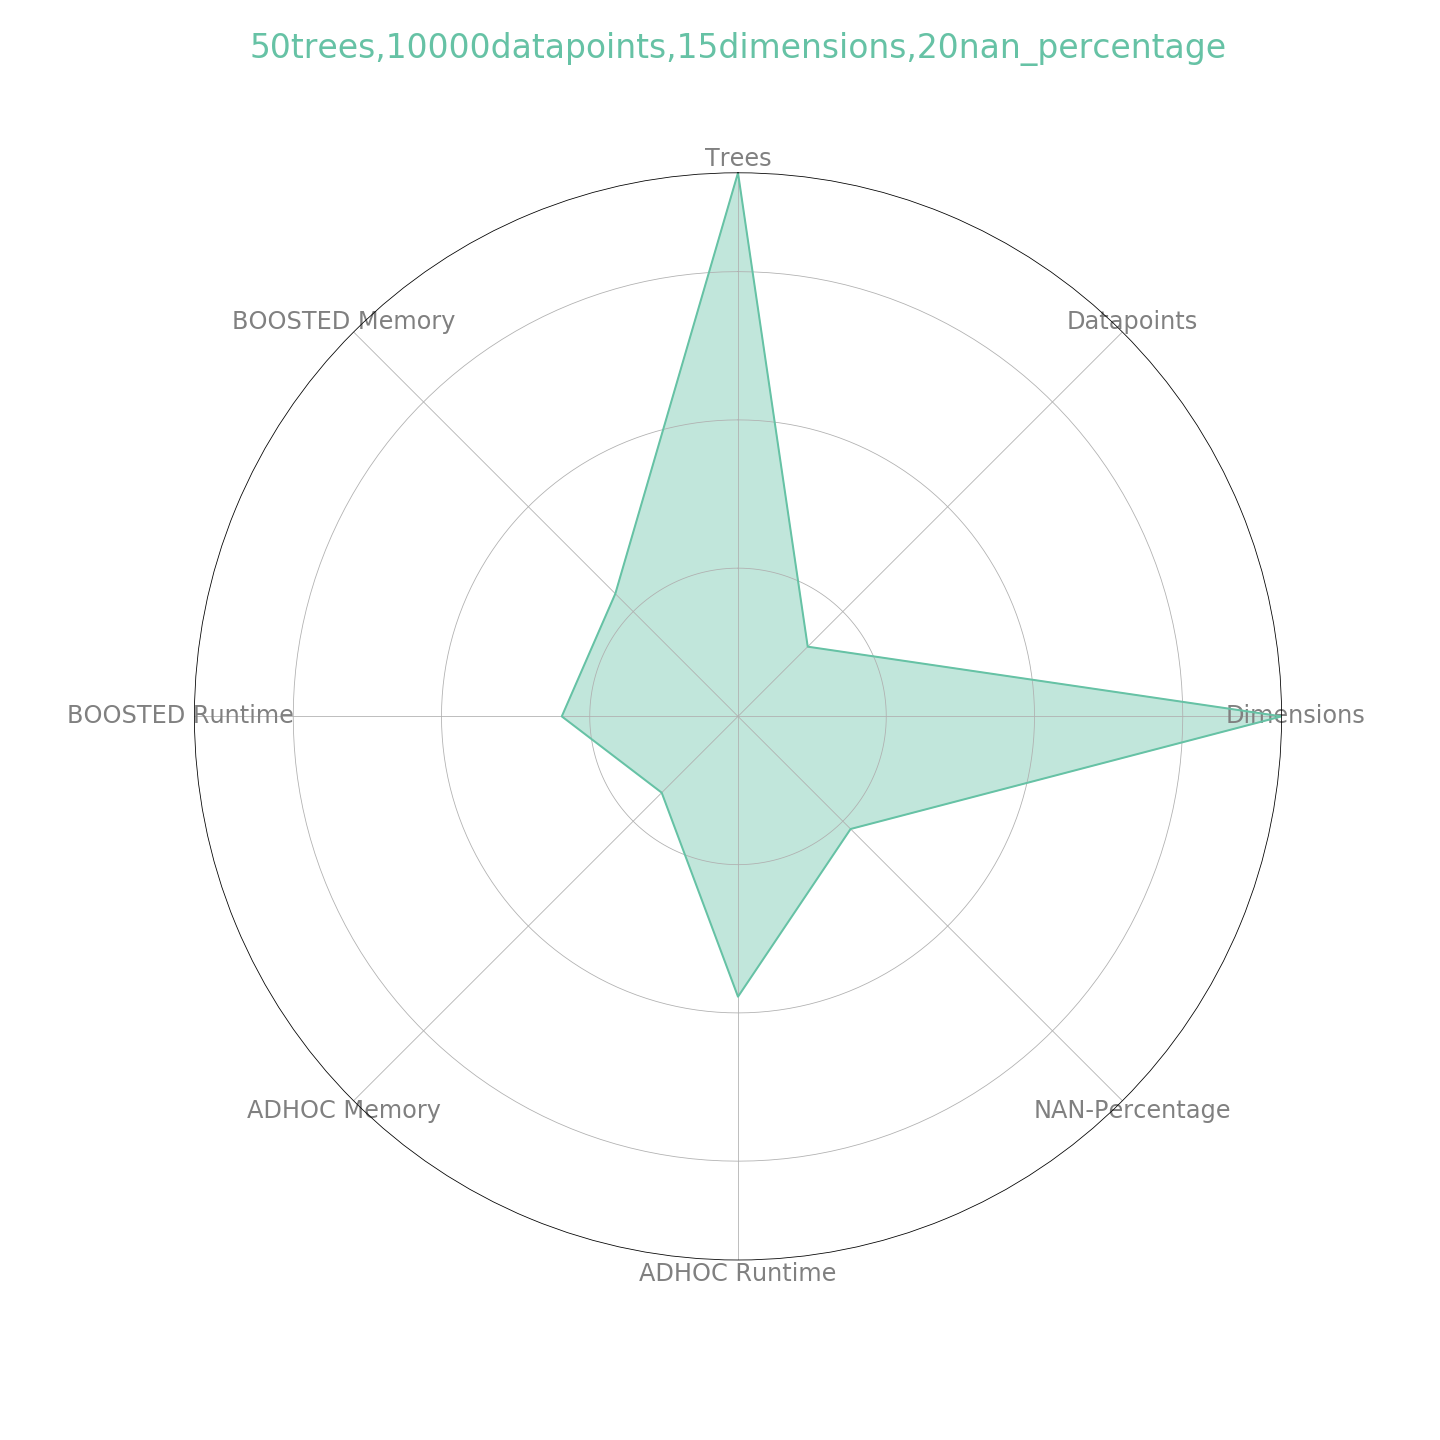 50trees,10000datapoints,15dimensions,20nan_percentage
Trees
BOOSTED Memory
Datapoints
BOOSTED Runtime
Dimensions
ADHOC Memory
NAN-Percentage
ADHOC Runtime